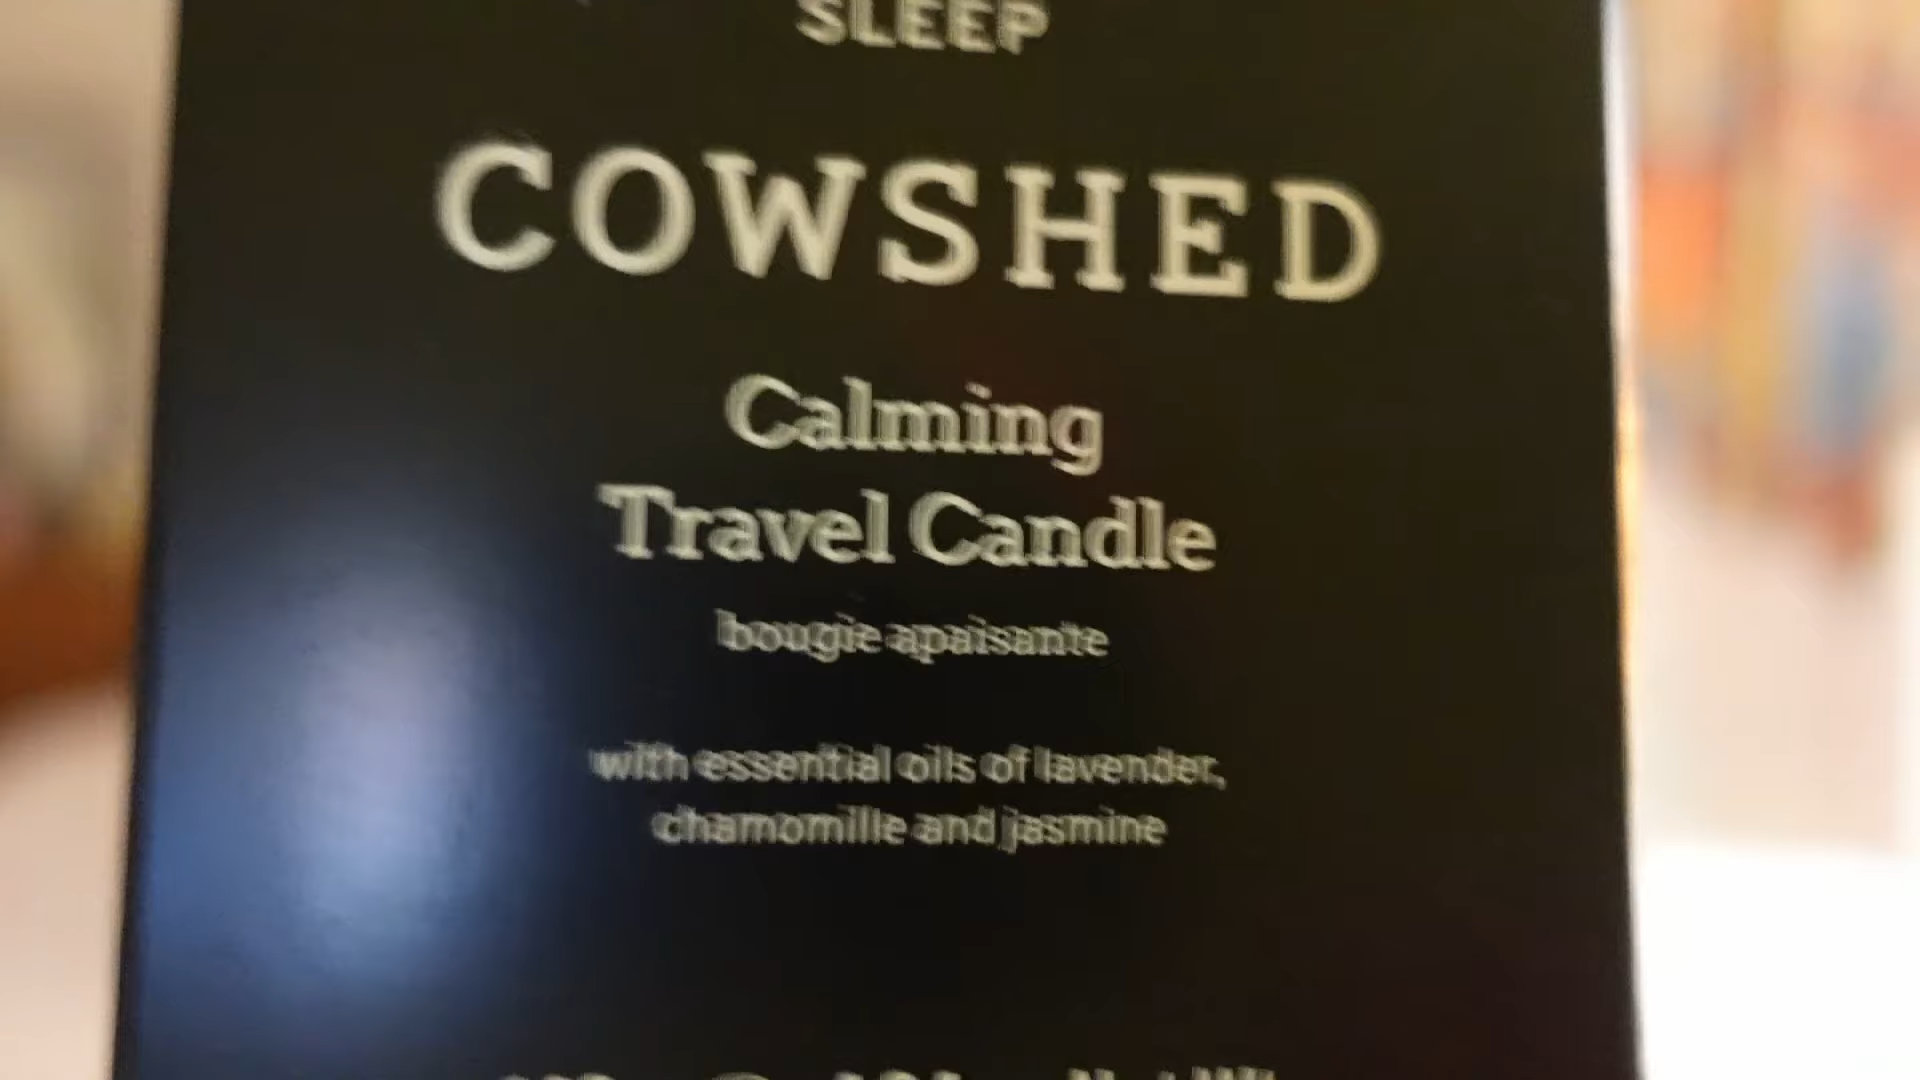 SLEEP
COWSHED
Calming
Travel Candle
bougie apaisante
with essential oils of lavender,
chamomille and jasmine